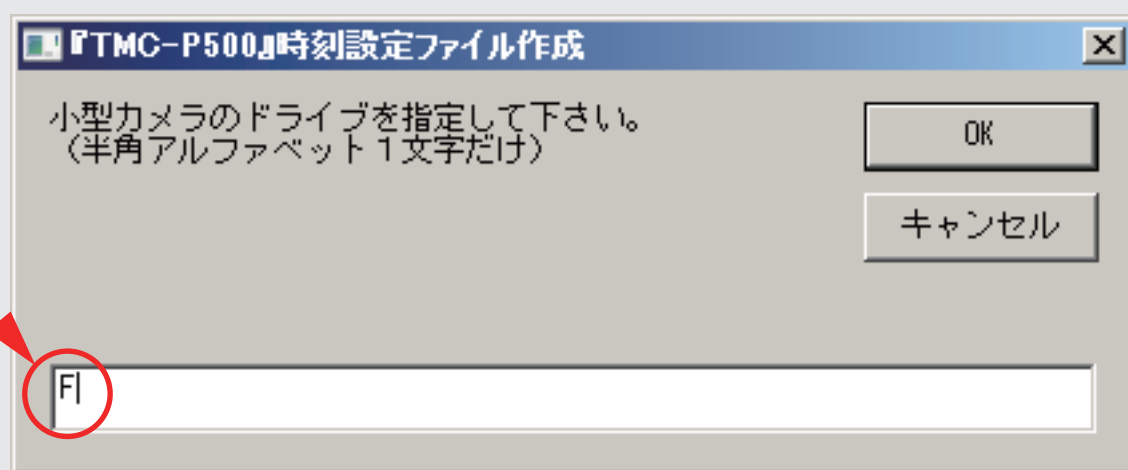 『TMC-P500』時刻設定ファイル作成
小型カメラのドライブを指定して下さい。
（半角アルファベット１文字だけ）
OK
キャンセル
F